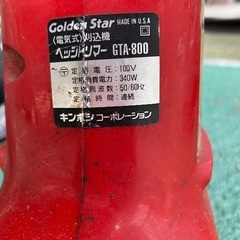 Golden Star MADE IN U.S.A.
(電気式)刈込機
ヘッジトリマー GTA-800
定格電圧:100V
定格消費電力:340W
定格周波数:50/60Hz
定格時間:連続
キンボシ コーポレーション